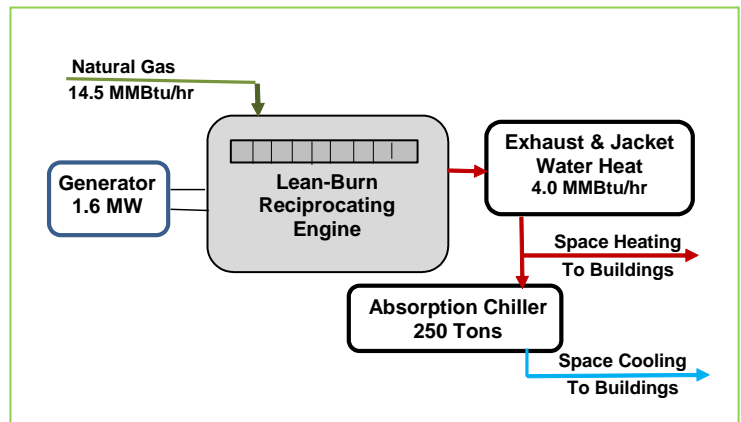 Natural Gas
14.5 MMBtu/hr
Generator
1.6 MW
Lean-Burn
Reciprocating
Engine
Exhaust & Jacket
Water Heat
4.0 MMBtu/hr
Space Heating
To Buildings
Absorption Chiller
250 Tons
Space Cooling
To Buildings